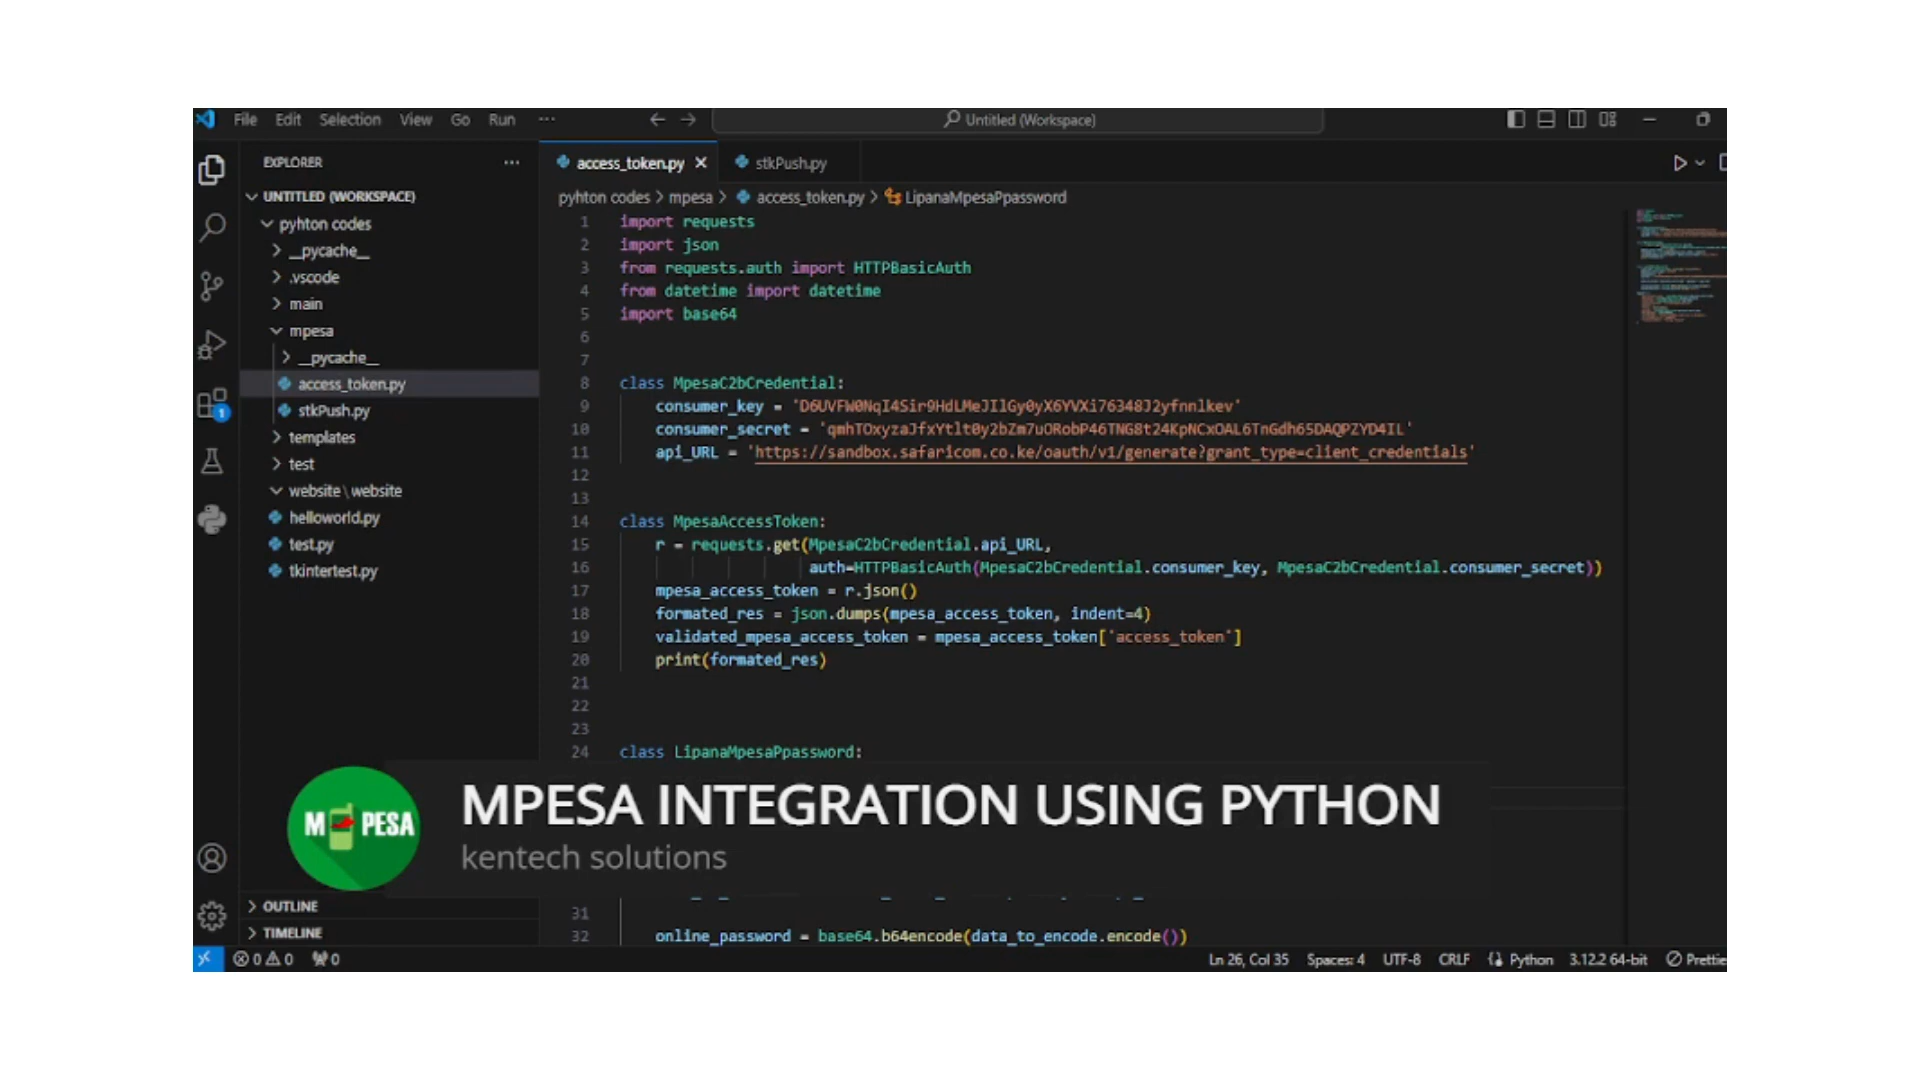 File Edit Selection View Go Run ... Untitled (Workspace)
EXPLORER ...
UNTITLED (WORKSPACE)
pyhton codes
__pycache__
.vscode
main
mpesa
__pycache__
access_token.py
stkPush.py
templates
test
website\website
helloworld.py
test.py
tkintertest.py
OUTLINE
TIMELINE
access_token.py stkPush.py
pyhton codes > mpesa > access_token.py > LipanaMpesaPpassword
1 import requests
2 import json
3 from requests.auth import HTTPBasicAuth
4 from datetime import datetime
5 import base64
6
7
8 class MpesaC2bCredential:
9 consumer_key = 'D6UVFW0NqI4Sir9HdLMeJIlGy0yX6YVXi76348J2yfnnlkev'
10 consumer_secret = 'qmhTOxyzaJfxYtlt0y2bZm7uORobP46TNG8t24KpNCxOAL6TnGdh65DAQPZYD4IL'
11 api_URL = 'https://sandbox.safaricom.co.ke/oauth/v1/generate?grant_type=client_credentials'
12
13
14 class MpesaAccessToken:
15 r = requests.get(MpesaC2bCredential.api_URL,
16 auth=HTTPBasicAuth(MpesaC2bCredential.consumer_key, MpesaC2bCredential.consumer_secret))
17 mpesa_access_token = r.json()
18 formated_res = json.dumps(mpesa_access_token, indent=4)
19 validated_mpesa_access_token = mpesa_access_token['access_token']
20 print(formated_res)
21
22
23
24 class LipanaMpesaPpassword:
M PESA
MPESA INTEGRATION USING PYTHON
kentech solutions
31
32 online_password = base64.b64encode(data_to_encode.encode())
0 0 0 Ln 26, Col 35 Spaces: 4 UTF-8 CRLF Python 3.12.2 64-bit Prettie